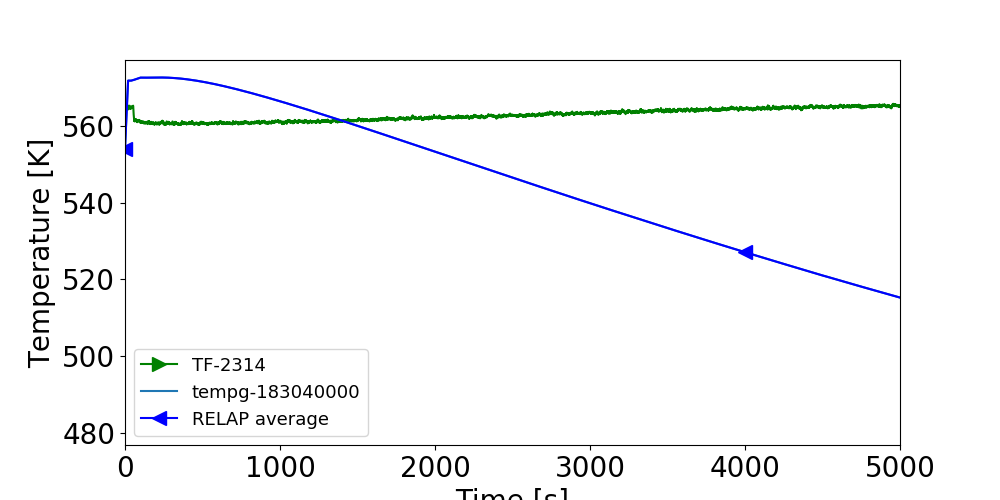 Temperature [K]
560
540
520
500
480
TF-2314
tempg-183040000
RELAP average
0 1000 2000 3000 4000 5000
Time [s]